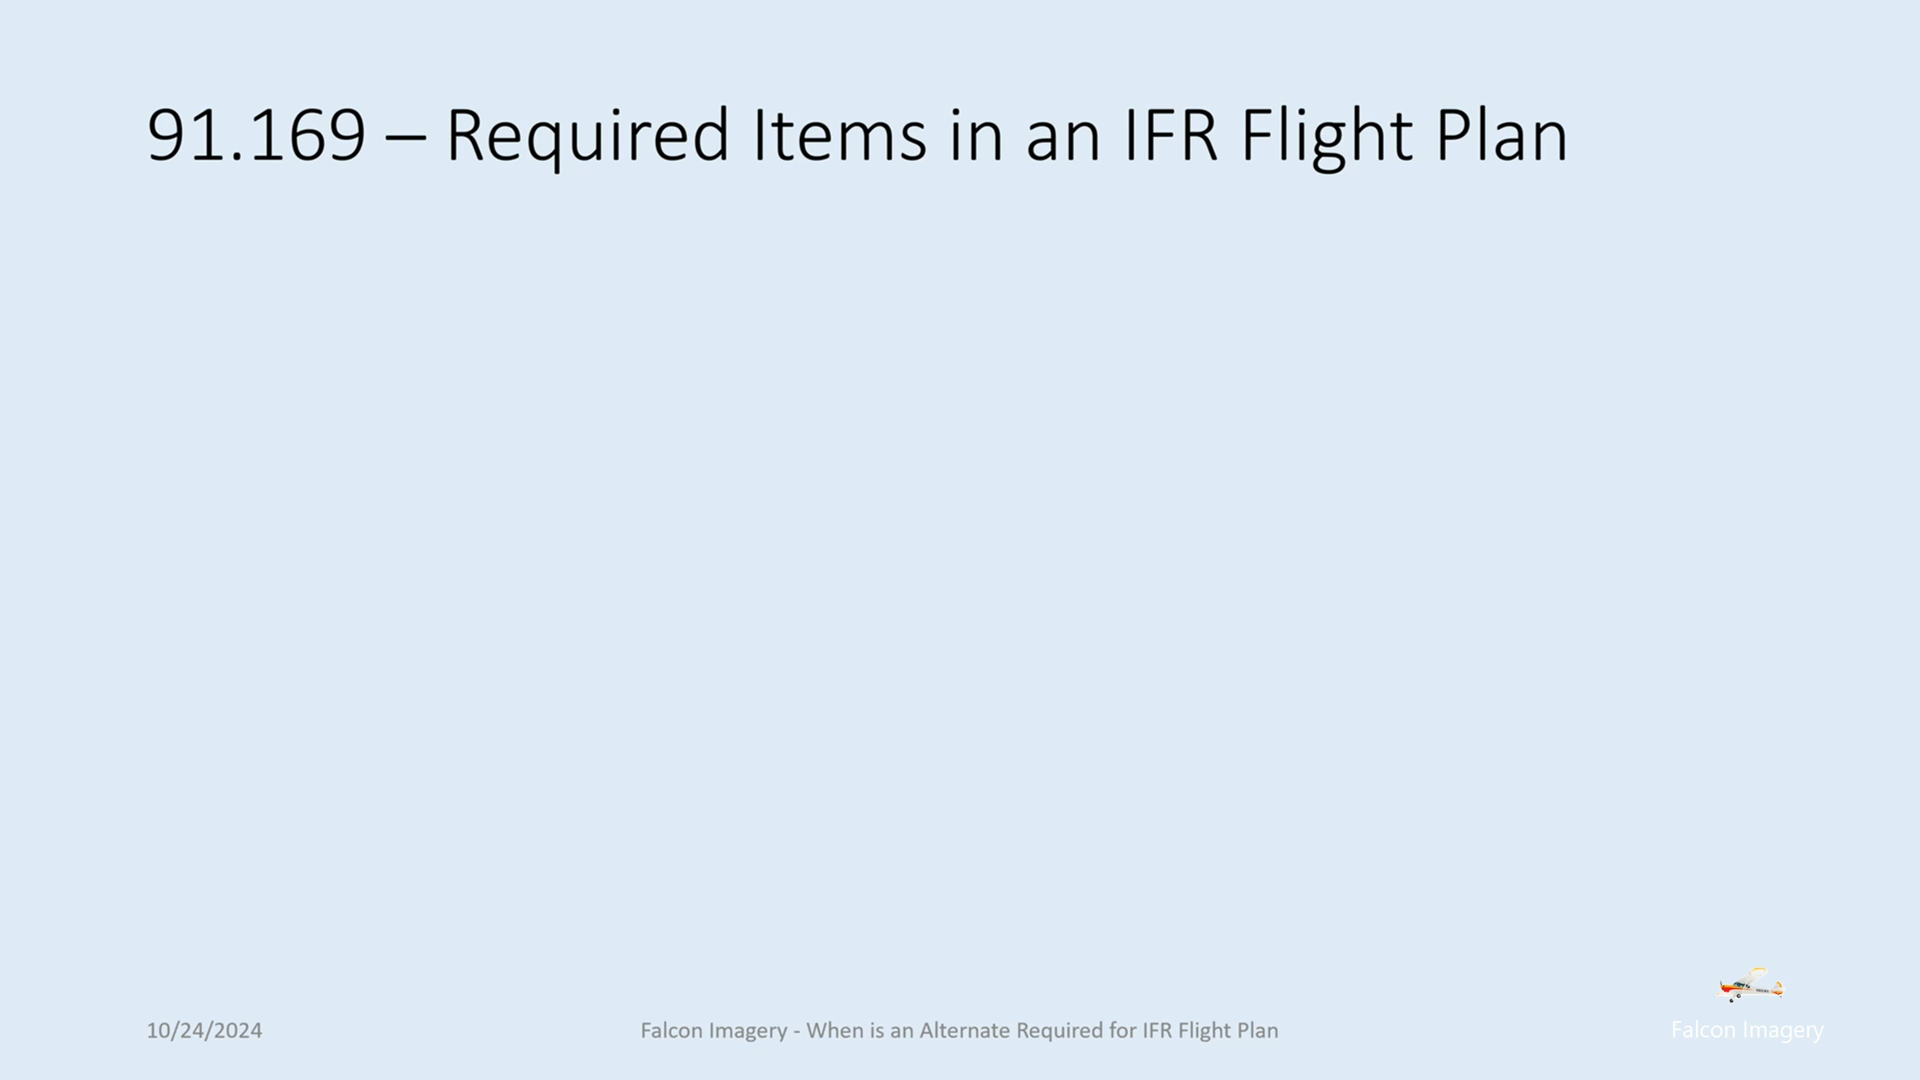 91.169 – Required Items in an IFR Flight Plan
10/24/2024
Falcon Imagery - When is an Alternate Required for IFR Flight Plan
Falcon Imagery